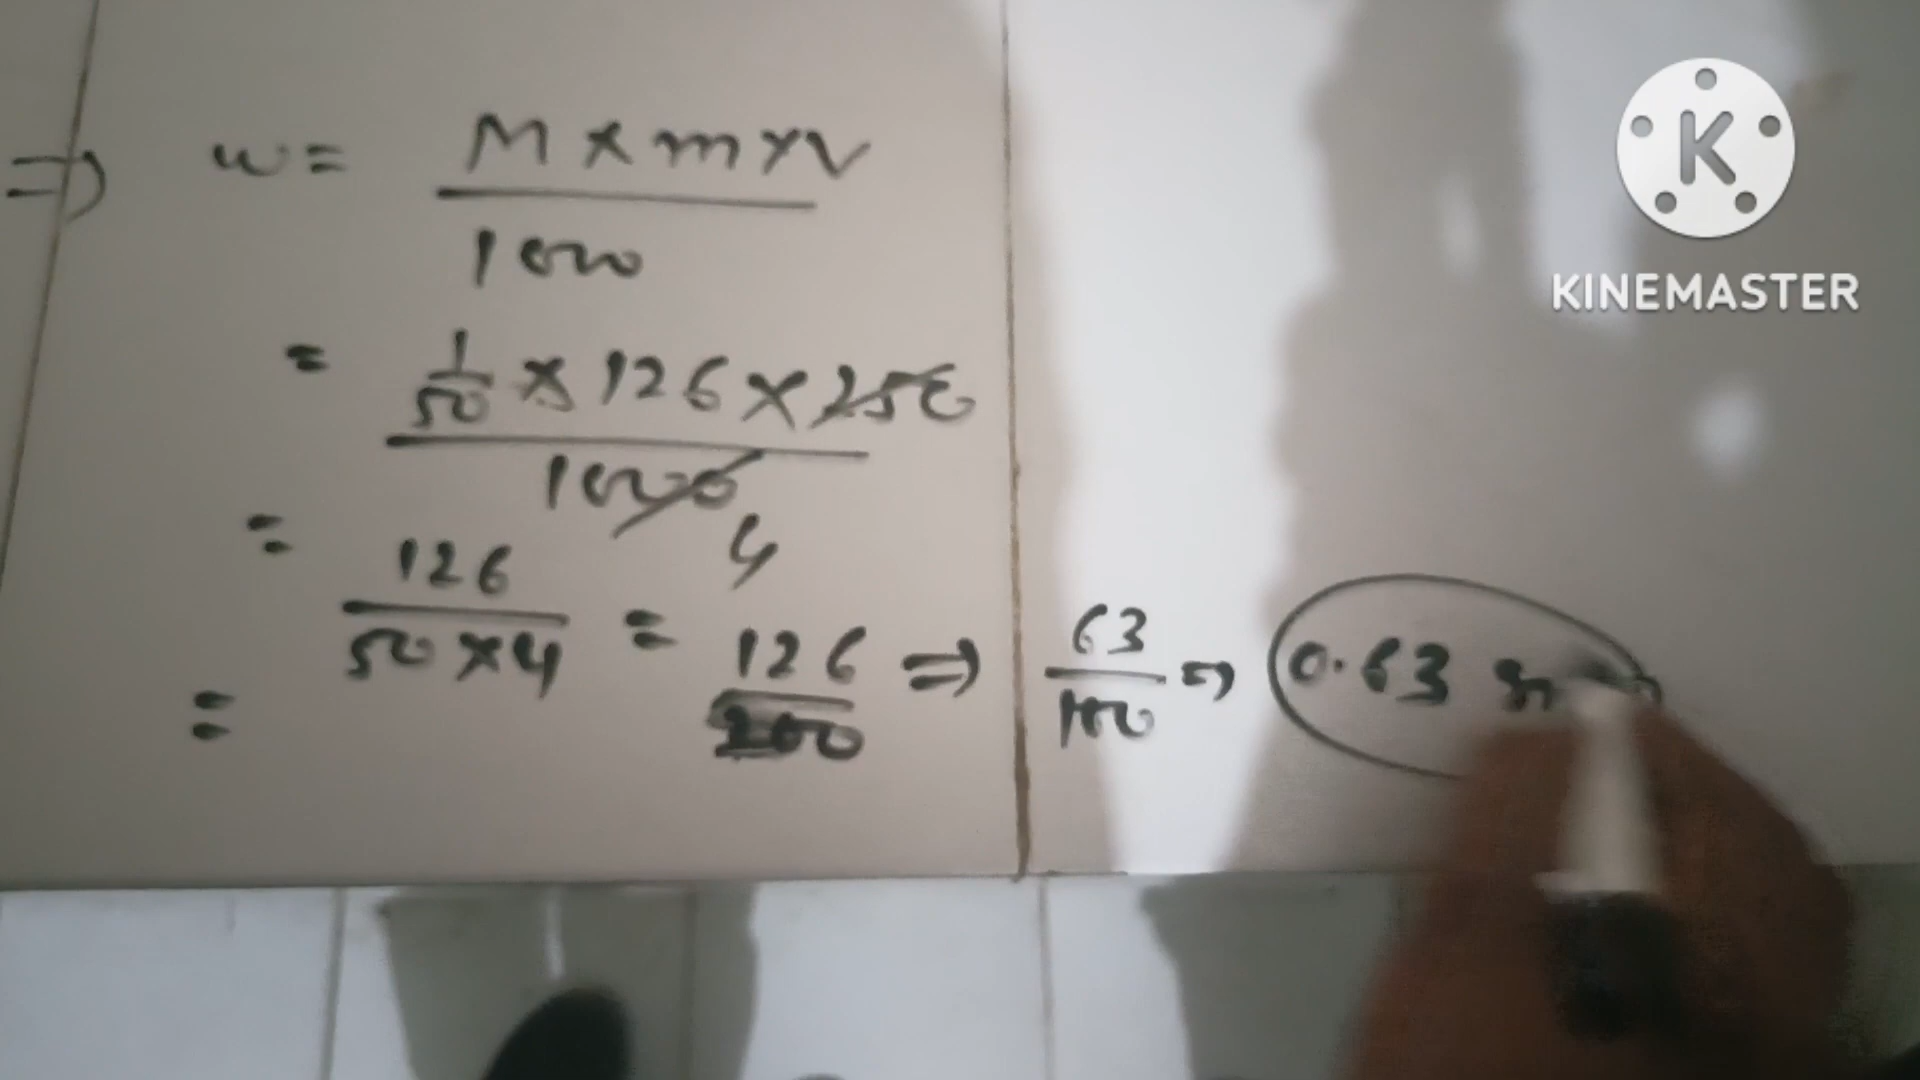 ⇒ w = M × m × V / 1000
= 1/50 × 126 × 250 / 1000
4
= 126 / 50×4 = 126 / 200 ⇒ 63 / 100 ⇒ 0.63
=
K
KINEMASTER